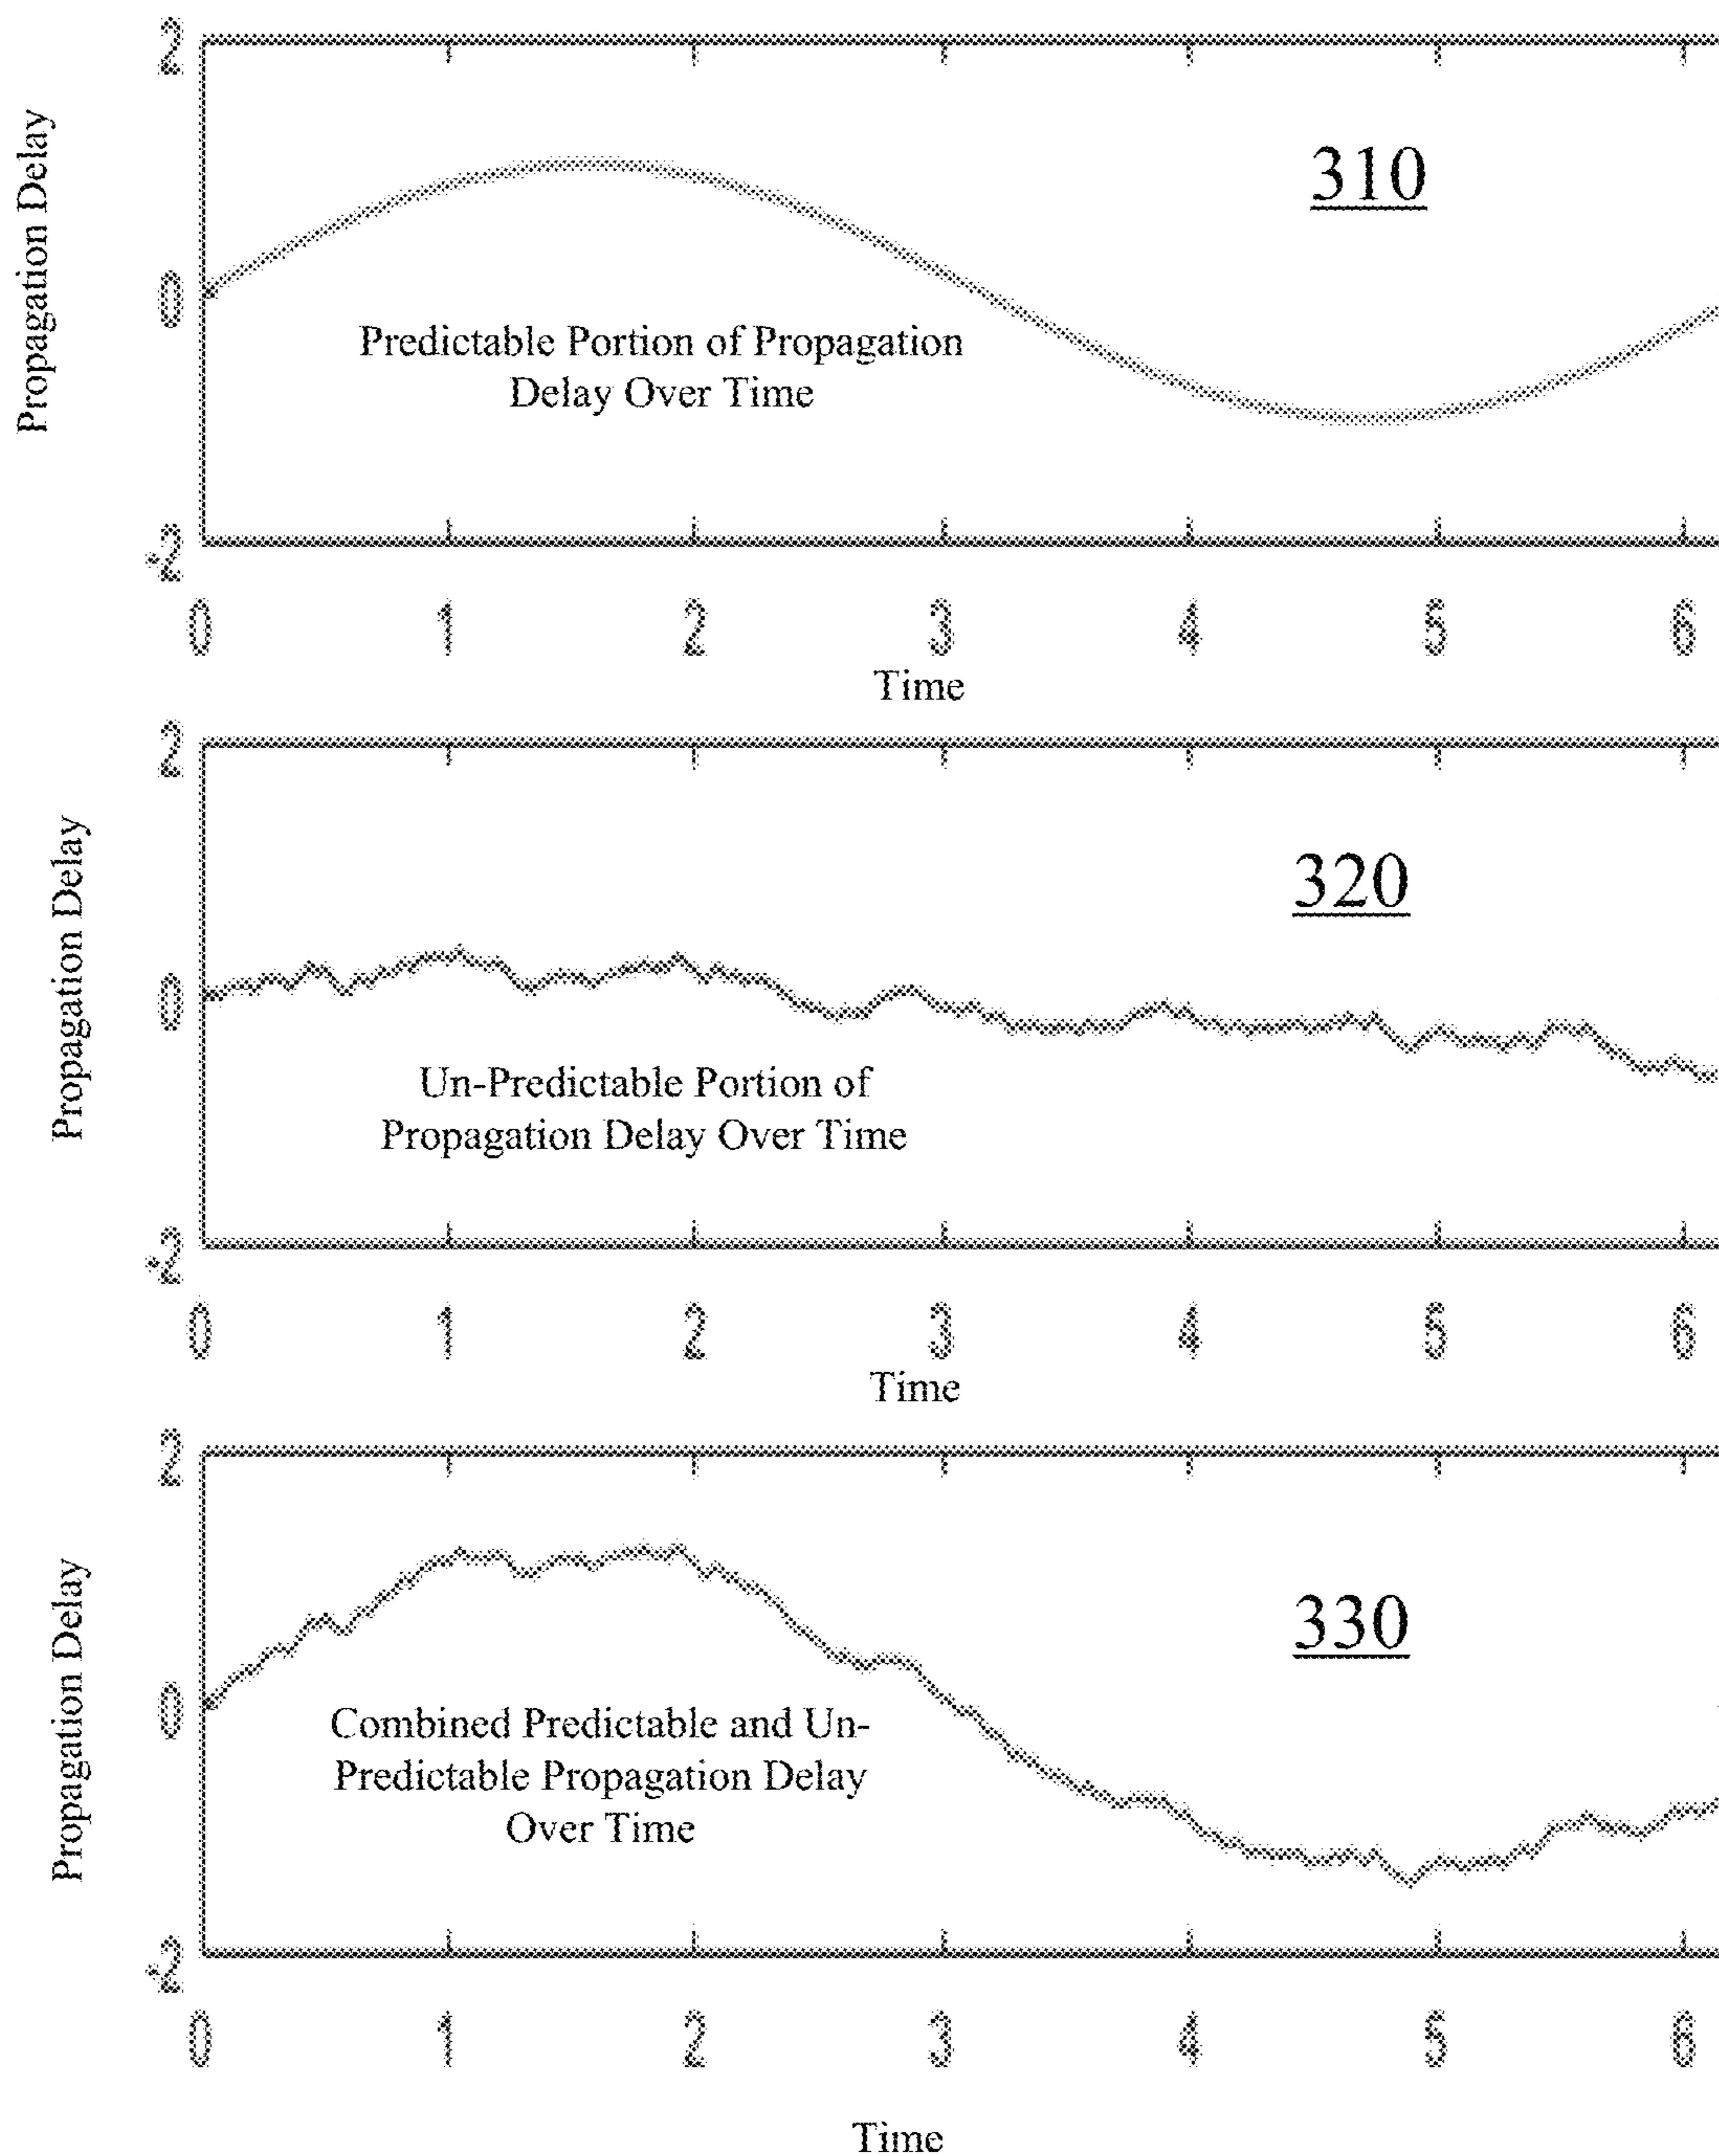 2
Propagation Delay
310
0
Predictable Portion of Propagation
Delay Over Time
-2
0 1 2 3 4 5 6
Time
2
Propagation Delay
320
0
Un-Predictable Portion of
Propagation Delay Over Time
-2
0 1 2 3 4 5 6
Time
2
Propagation Delay
330
0
Combined Predictable and Un-
Predictable Propagation Delay
Over Time
-2
0 1 2 3 4 5 6
Time